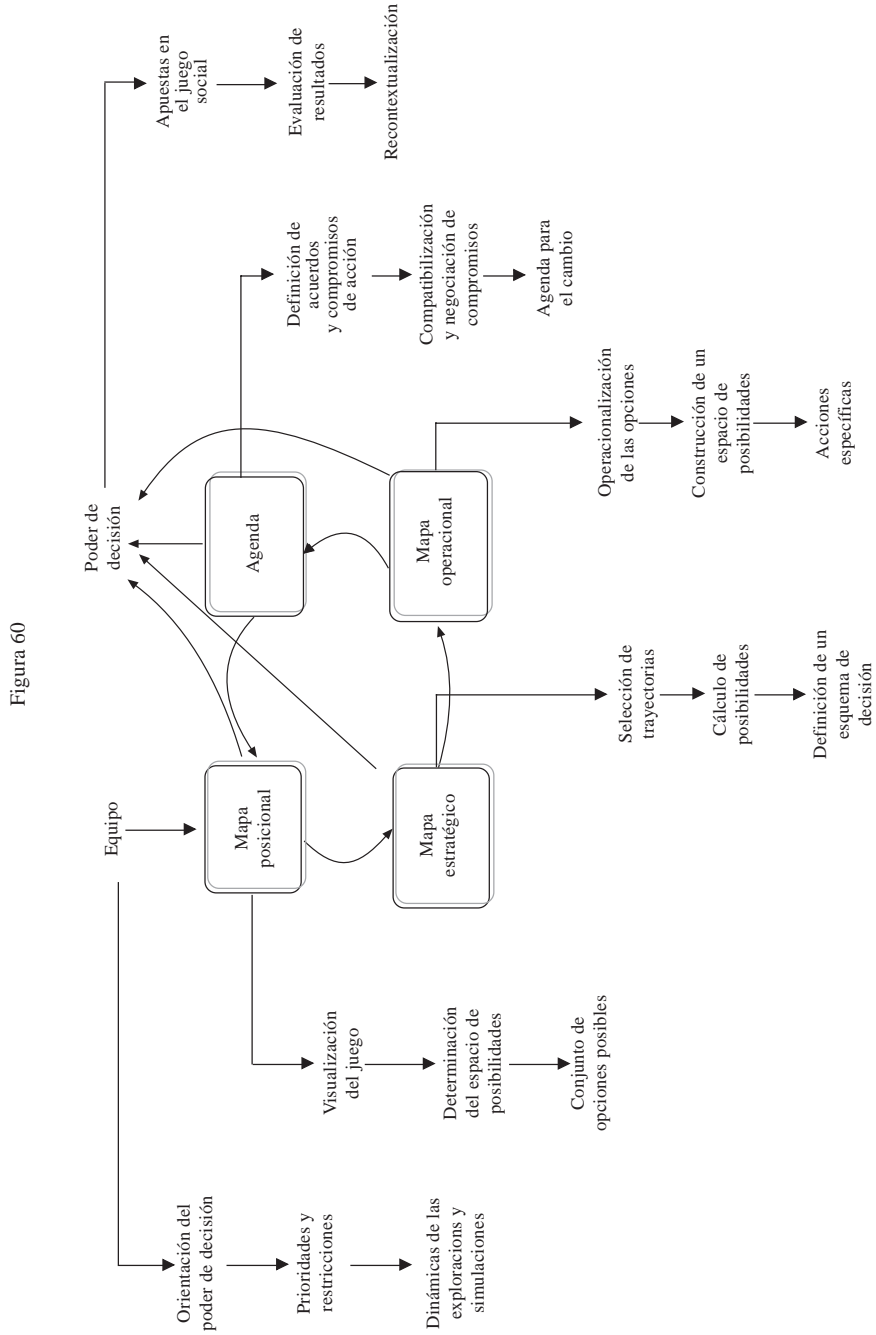 Figura 60
Equipo
Poder de
decisión
Orientación del
poder de decisión
Prioridades y
restricciones
Dinámicas de las
exploracions y
simulaciones
Mapa
posicional
Visualización
del juego
Determinación
del espacio de
posibilidades
Conjunto de
opciones posibles
Mapa
estratégico
Selección de
trayectorias
Cálculo de
posibilidades
Definición de un
esquema de
decisión
Mapa
operacional
Operacionalización
de las opciones
Construcción de un
espacio de
posibilidades
Acciones
específicas
Agenda
Definición de
acuerdos
y compromisos
de acción
Compatibilización
y negociación de
compromisos
Agenda para
el cambio
Apuestas en
el juego
social
Evaluación de
resultados
Recontextualización